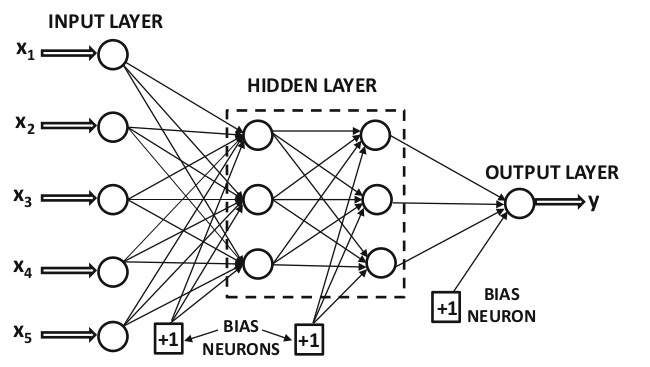 INPUT LAYER
x1
HIDDEN LAYER
x2
OUTPUT LAYER
x3
y
x4
x5
+1
BIAS
NEURONS
+1
+1
BIAS
NEURON